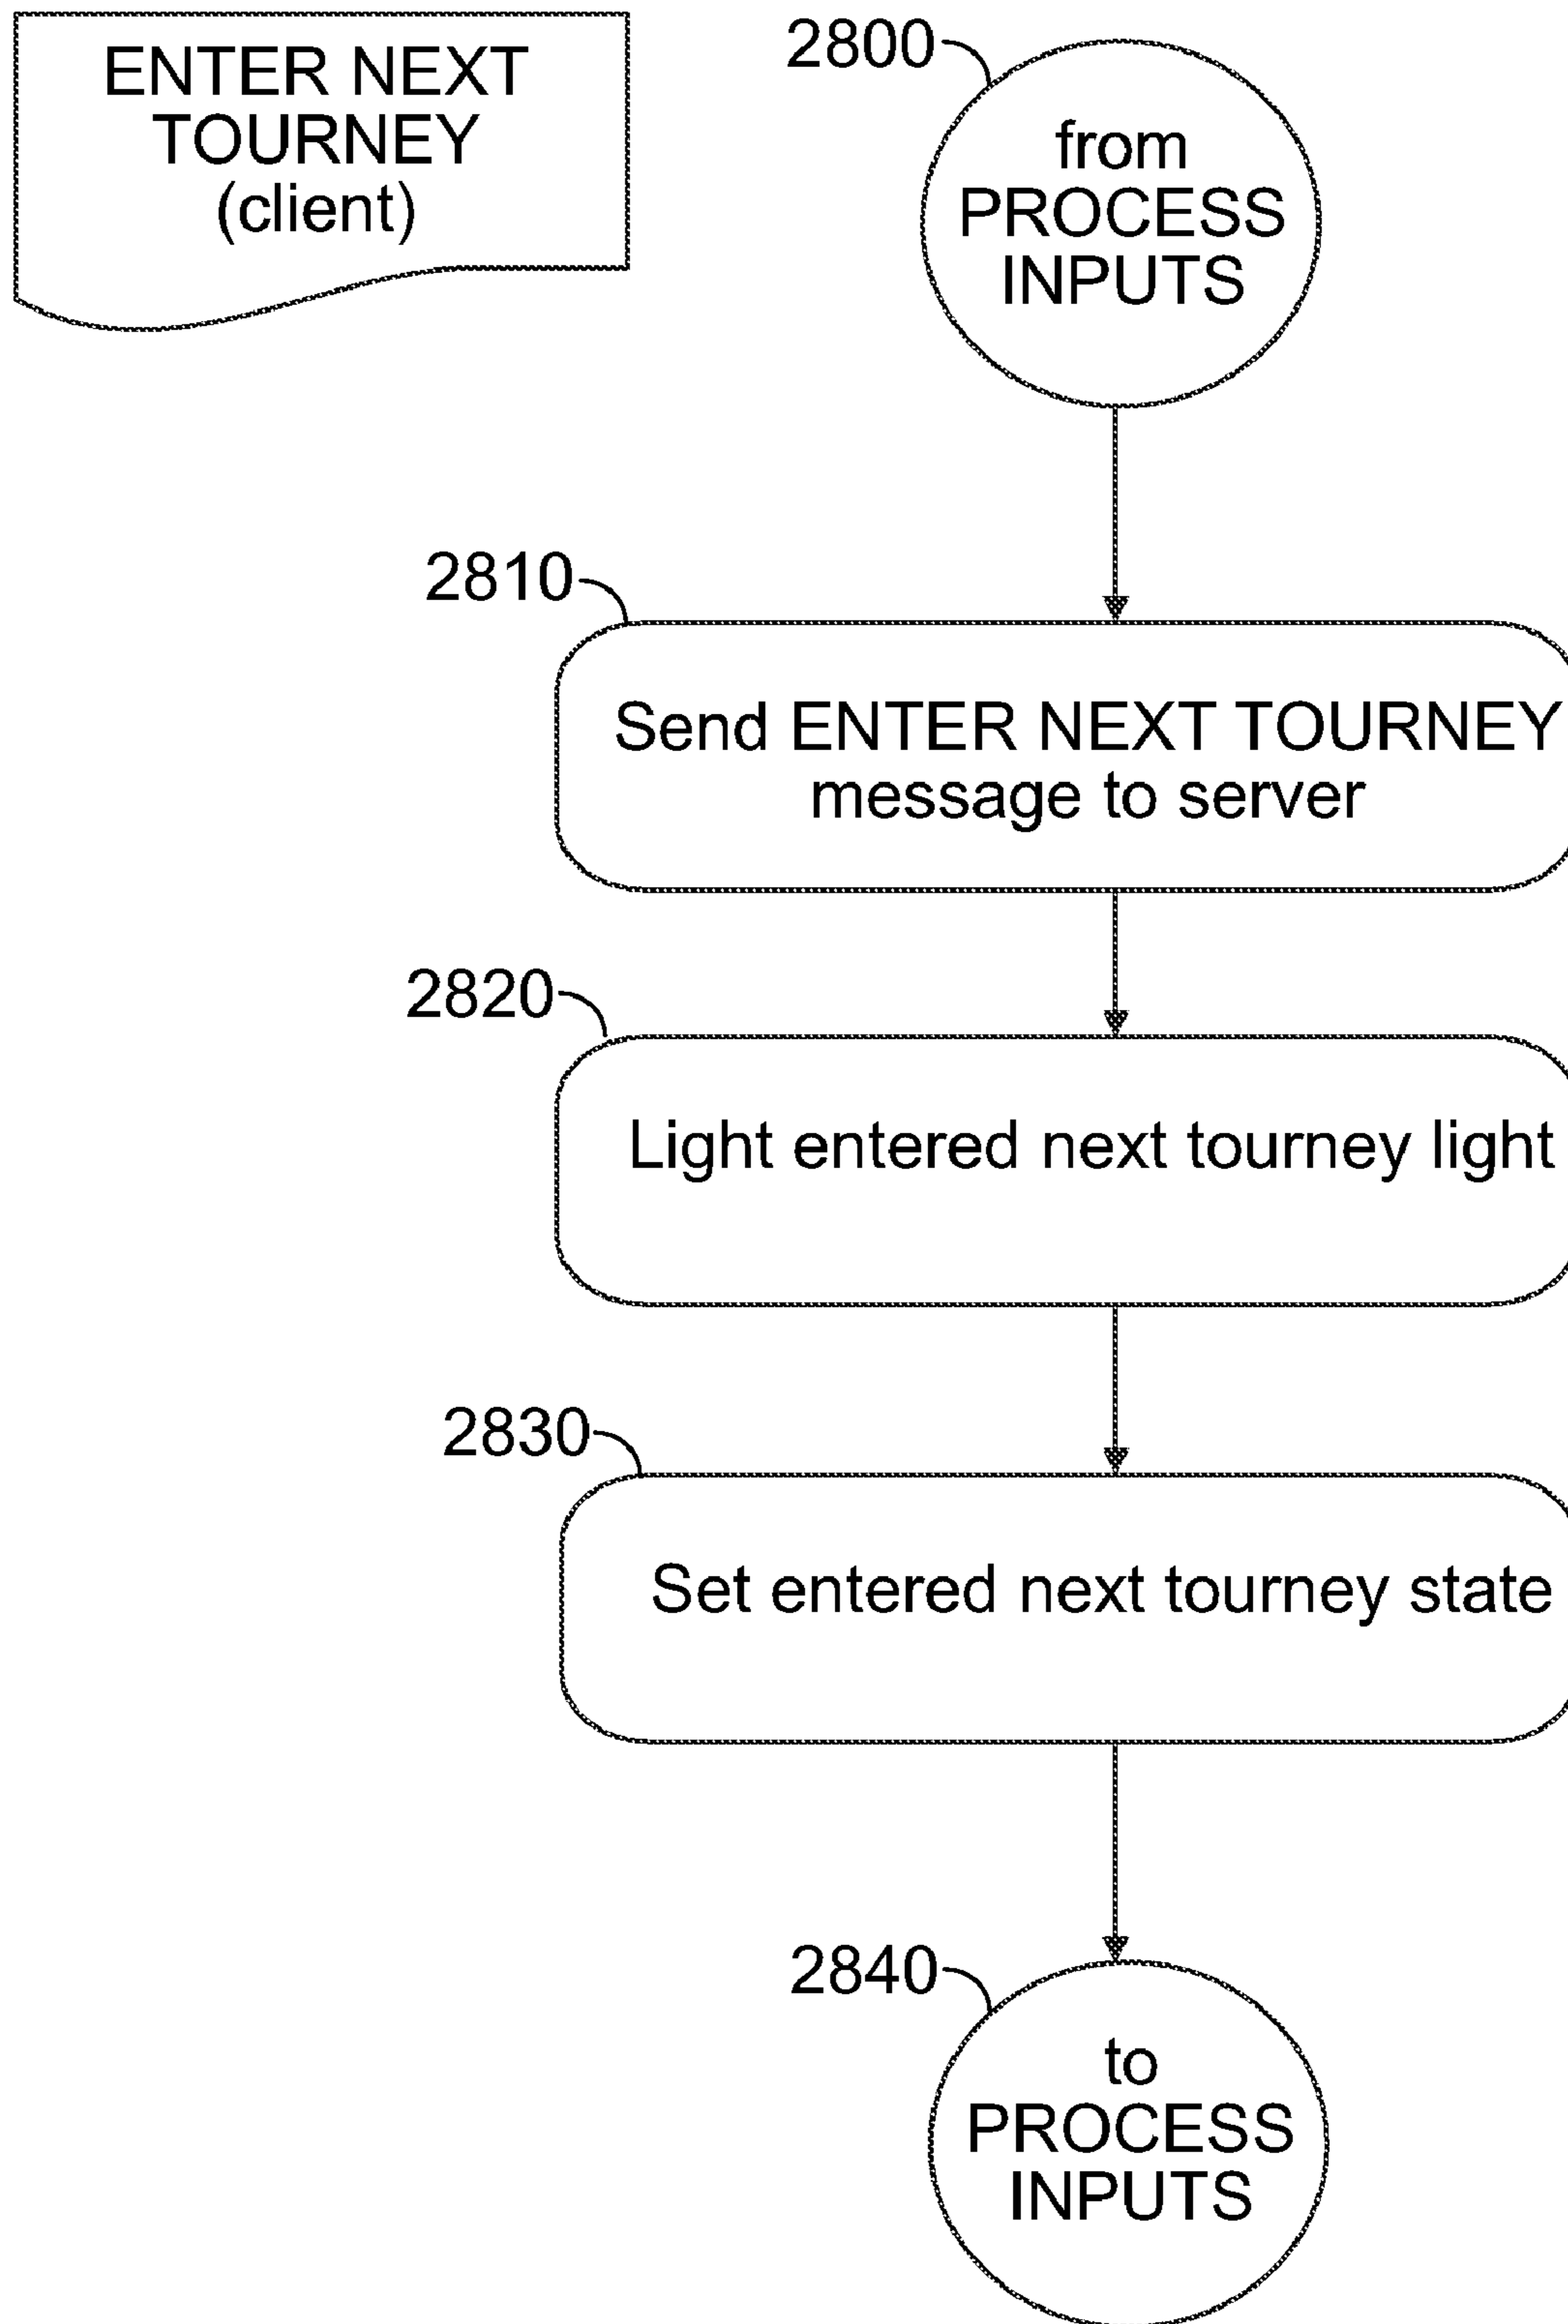 ENTER NEXT
TOURNEY
(client)
2800
from
PROCESS
INPUTS
2810
Send ENTER NEXT TOURNEY
message to server
2820
Light entered next tourney light
2830
Set entered next tourney state
2840
to
PROCESS
INPUTS